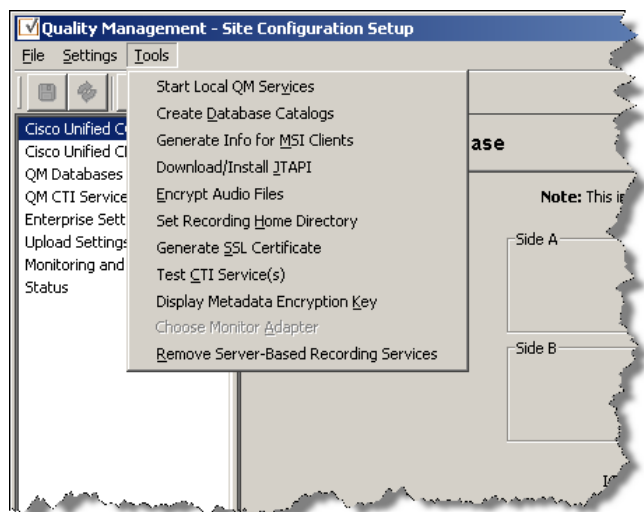 Quality Management - Site Configuration Setup
File Settings Tools
Start Local QM Services
Create Database Catalogs
Generate Info for MSI Clients
Download/Install JTAPI
Encrypt Audio Files
Set Recording Home Directory
Generate SSL Certificate
Test CTI Service(s)
Display Metadata Encryption Key
Choose Monitor Adapter
Remove Server-Based Recording Services
Cisco Unified
Cisco Unified
QM Databases
QM CTI Service
Enterprise
Upload Settings
Monitoring and
Status
ase
Note: This
Side A
Side B